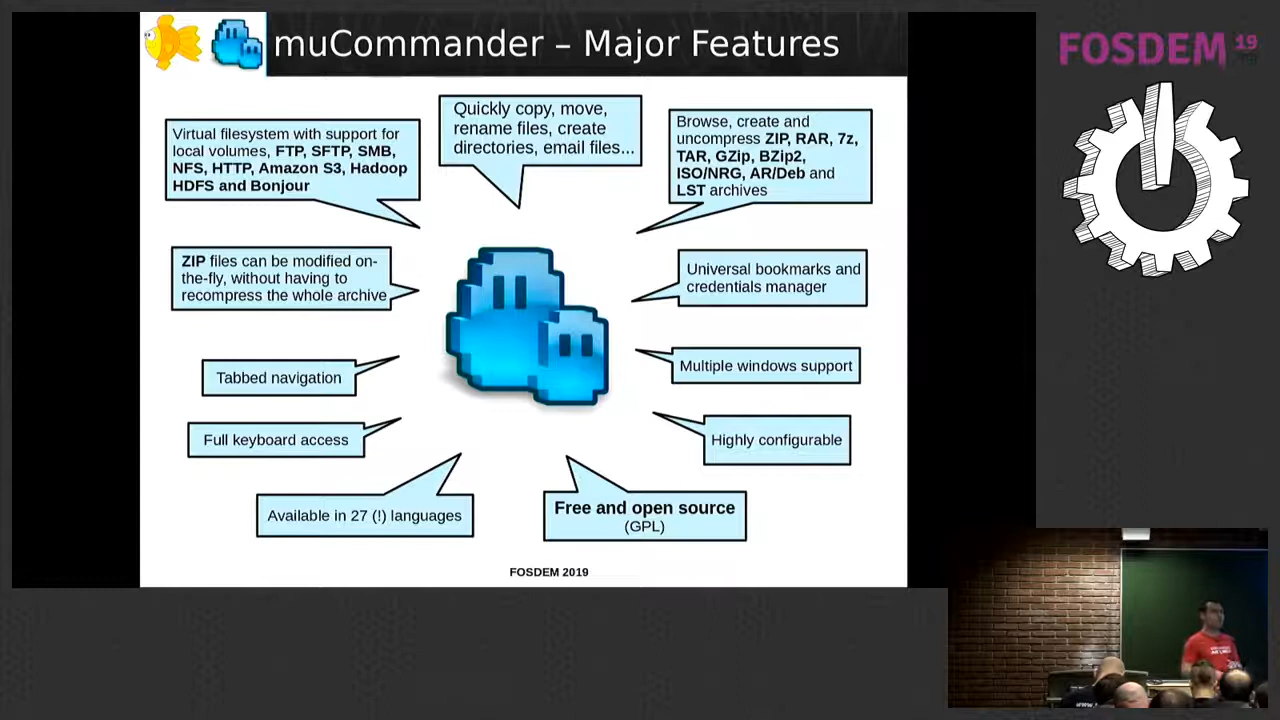 muCommander – Major Features
FOSDEM 19
.org
Virtual filesystem with support for
local volumes, FTP, SFTP, SMB,
NFS, HTTP, Amazon S3, Hadoop
HDFS and Bonjour
Quickly copy, move,
rename files, create
directories, email files...
Browse, create and
uncompress ZIP, RAR, 7z,
TAR, GZip, BZip2,
ISO/NRG, AR/Deb and
LST archives
ZIP files can be modified on-
the-fly, without having to
recompress the whole archive
Universal bookmarks and
credentials manager
Tabbed navigation
Multiple windows support
Full keyboard access
Highly configurable
Available in 27 (!) languages
Free and open source
(GPL)
FOSDEM 2019